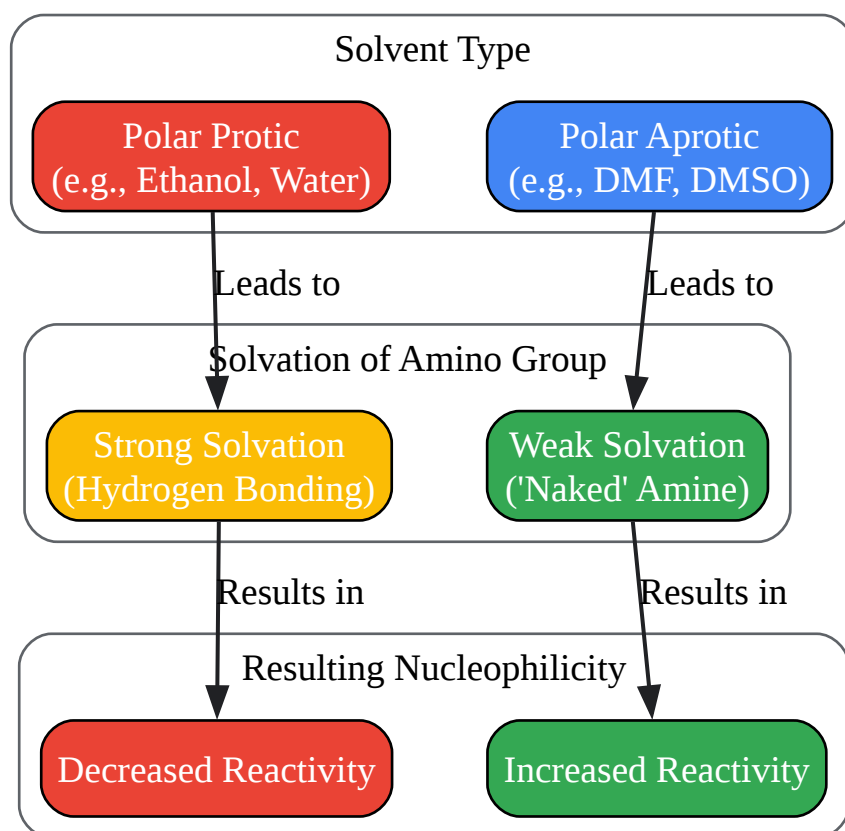 Solvent Type
Polar Protic
(e.g., Ethanol, Water)
Polar Aprotic
(e.g., DMF, DMSO)
Leads to
Leads to
Solvation of Amino Group
Strong Solvation
(Hydrogen Bonding)
Weak Solvation
('Naked' Amine)
Results in
Results in
Resulting Nucleophilicity
Decreased Reactivity
Increased Reactivity